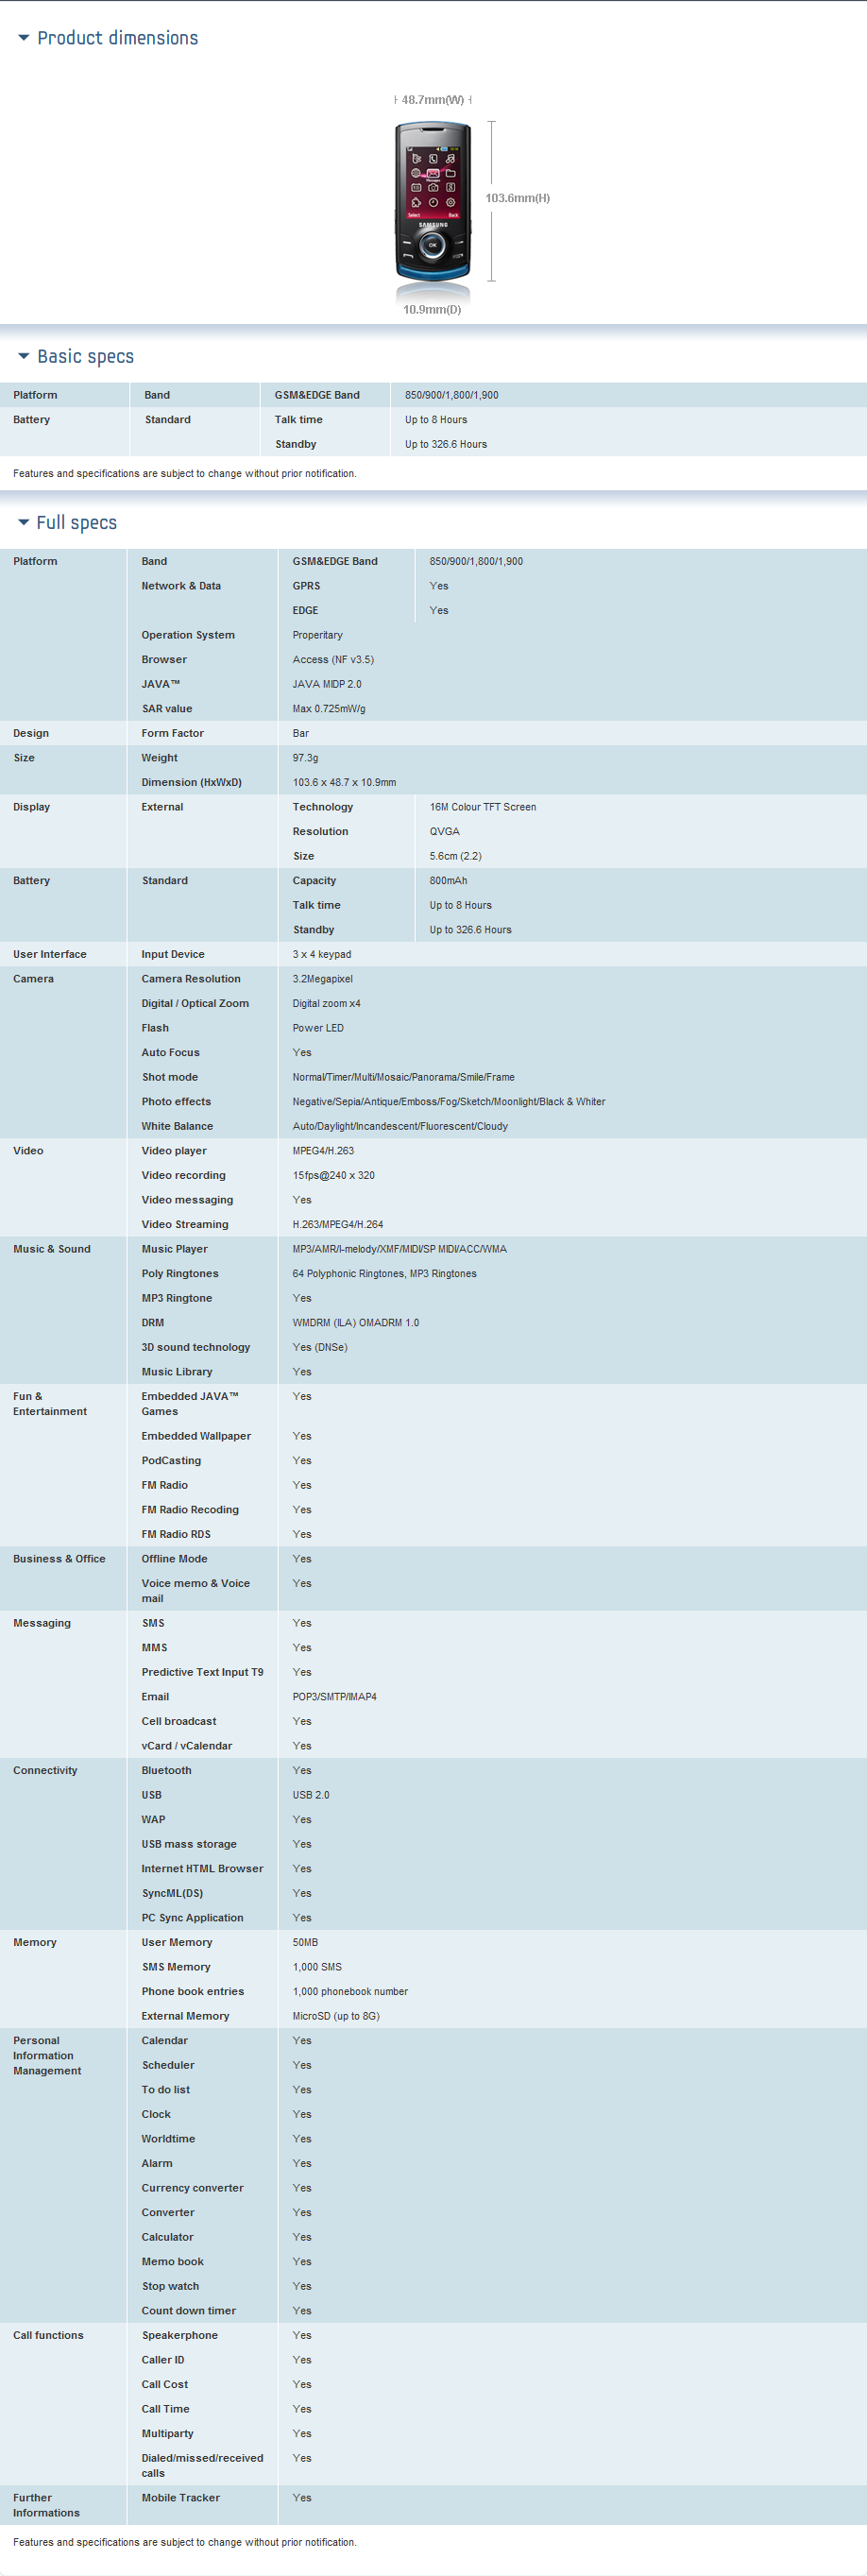 Product dimensions
48.7mm(W)
103.6mm(H)
Messages
Select Back
SAMSUNG
OK
10.9mm(D)
Basic specs
Platform Band GSM&EDGE Band 850/900/1,800/1,900
Battery Standard Talk time Up to 8 Hours
Standby Up to 326.6 Hours
Features and specifications are subject to change without prior notification.
Full specs
Platform Band GSM&EDGE Band 850/900/1,800/1,900
Network & Data GPRS Yes
EDGE Yes
Operation System Properitary
Browser Access (NF v3.5)
JAVA™ JAVA MIDP 2.0
SAR value Max 0.725mW/g
Design Form Factor Bar
Size Weight 97.3g
Dimension (HxWxD) 103.6 x 48.7 x 10.9mm
Display External Technology 16M Colour TFT Screen
Resolution QVGA
Size 5.6cm (2.2)
Battery Standard Capacity 800mAh
Talk time Up to 8 Hours
Standby Up to 326.6 Hours
User Interface Input Device 3 x 4 keypad
Camera Camera Resolution 3.2Megapixel
Digital / Optical Zoom Digital zoom x4
Flash Power LED
Auto Focus Yes
Shot mode Normal/Timer/Multi/Mosaic/Panorama/Smile/Frame
Photo effects Negative/Sepia/Antique/Emboss/Fog/Sketch/Moonlight/Black & Whiter
White Balance Auto/Daylight/Incandescent/Fluorescent/Cloudy
Video Video player MPEG4/H.263
Video recording 15fps@240 x 320
Video messaging Yes
Video Streaming H.263/MPEG4/H.264
Music & Sound Music Player MP3/AMR/I-melody/XMF/MIDI/SP MIDI/ACC/WMA
Poly Ringtones 64 Polyphonic Ringtones, MP3 Ringtones
MP3 Ringtone Yes
DRM WMDRM (ILA) OMADRM 1.0
3D sound technology Yes (DNSe)
Music Library Yes
Fun & Embedded JAVA™ Yes
Entertainment Games
Embedded Wallpaper Yes
PodCasting Yes
FM Radio Yes
FM Radio Recoding Yes
FM Radio RDS Yes
Business & Office Offline Mode Yes
Voice memo & Voice Yes
mail
Messaging SMS Yes
MMS Yes
Predictive Text Input T9 Yes
Email POP3/SMTP/IMAP4
Cell broadcast Yes
vCard / vCalendar Yes
Connectivity Bluetooth Yes
USB USB 2.0
WAP Yes
USB mass storage Yes
Internet HTML Browser Yes
SyncML(DS) Yes
PC Sync Application Yes
Memory User Memory 50MB
SMS Memory 1,000 SMS
Phone book entries 1,000 phonebook number
External Memory MicroSD (up to 8G)
Personal Calendar Yes
Information
Management
Scheduler Yes
To do list Yes
Clock Yes
Worldtime Yes
Alarm Yes
Currency converter Yes
Converter Yes
Calculator Yes
Memo book Yes
Stop watch Yes
Count down timer Yes
Call functions Speakerphone Yes
Caller ID Yes
Call Cost Yes
Call Time Yes
Multiparty Yes
Dialed/missed/received Yes
calls
Further Mobile Tracker Yes
Informations
Features and specifications are subject to change without prior notification.